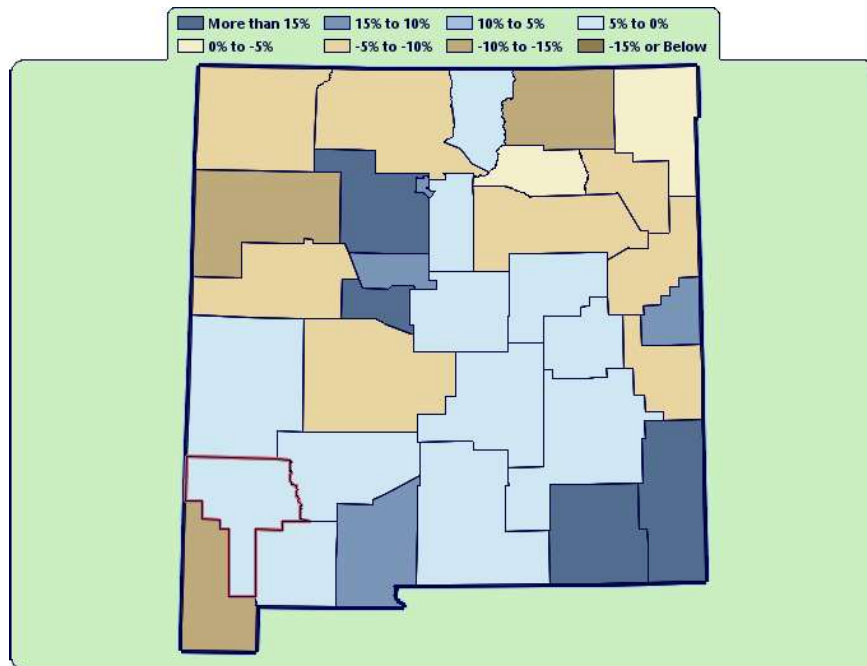 More than 15% 15% to 10% 10% to 5% 5% to 0%
0% to -5% -5% to -10% -10% to -15% -15% or Below